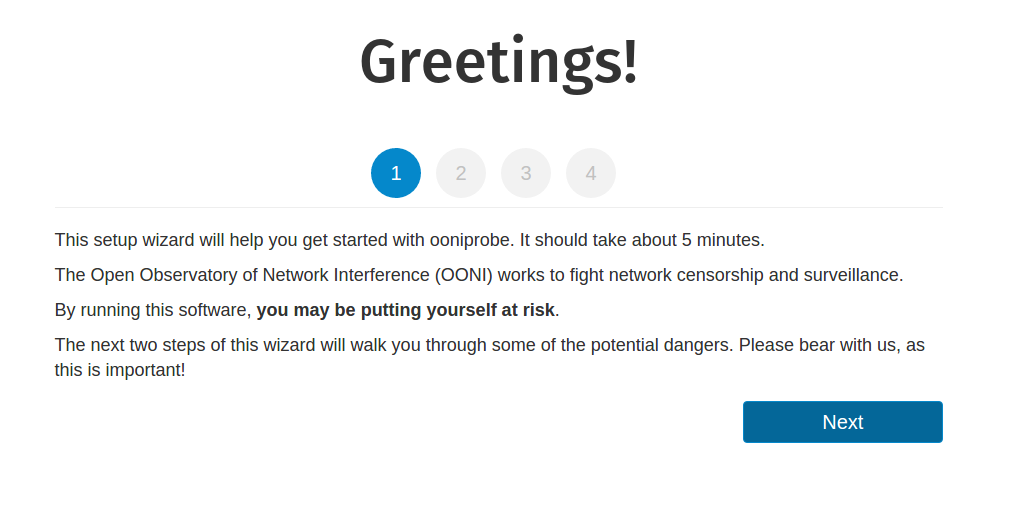 Greetings!
1 2 3 4
This setup wizard will help you get started with ooniprobe. It should take about 5 minutes.
The Open Observatory of Network Interference (OONI) works to fight network censorship and surveillance.
By running this software, you may be putting yourself at risk.
The next two steps of this wizard will walk you through some of the potential dangers. Please bear with us, as
this is important!
Next